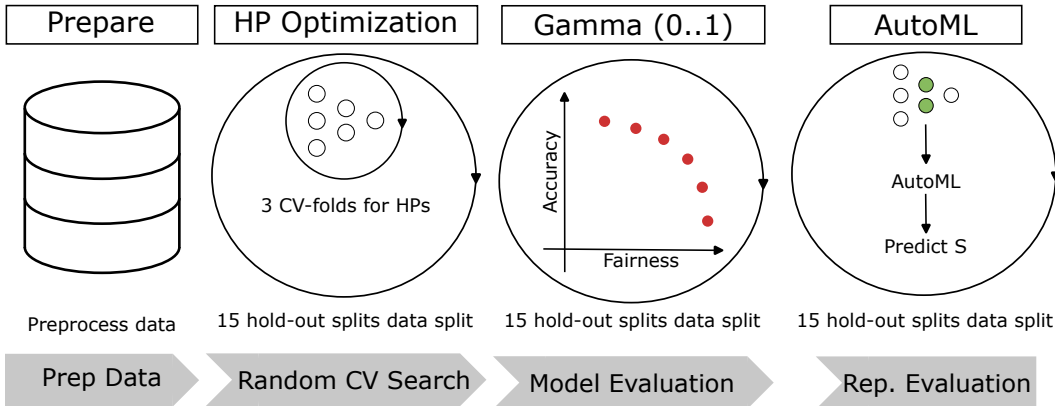 Prepare
HP Optimization
Gamma (0..1)
AutoML
3 CV-folds for HPs
Accuracy
Fairness
AutoML
Predict S
Preprocess data
15 hold-out splits data split
15 hold-out splits data split
15 hold-out splits data split
Prep Data
Random CV Search
Model Evaluation
Rep. Evaluation